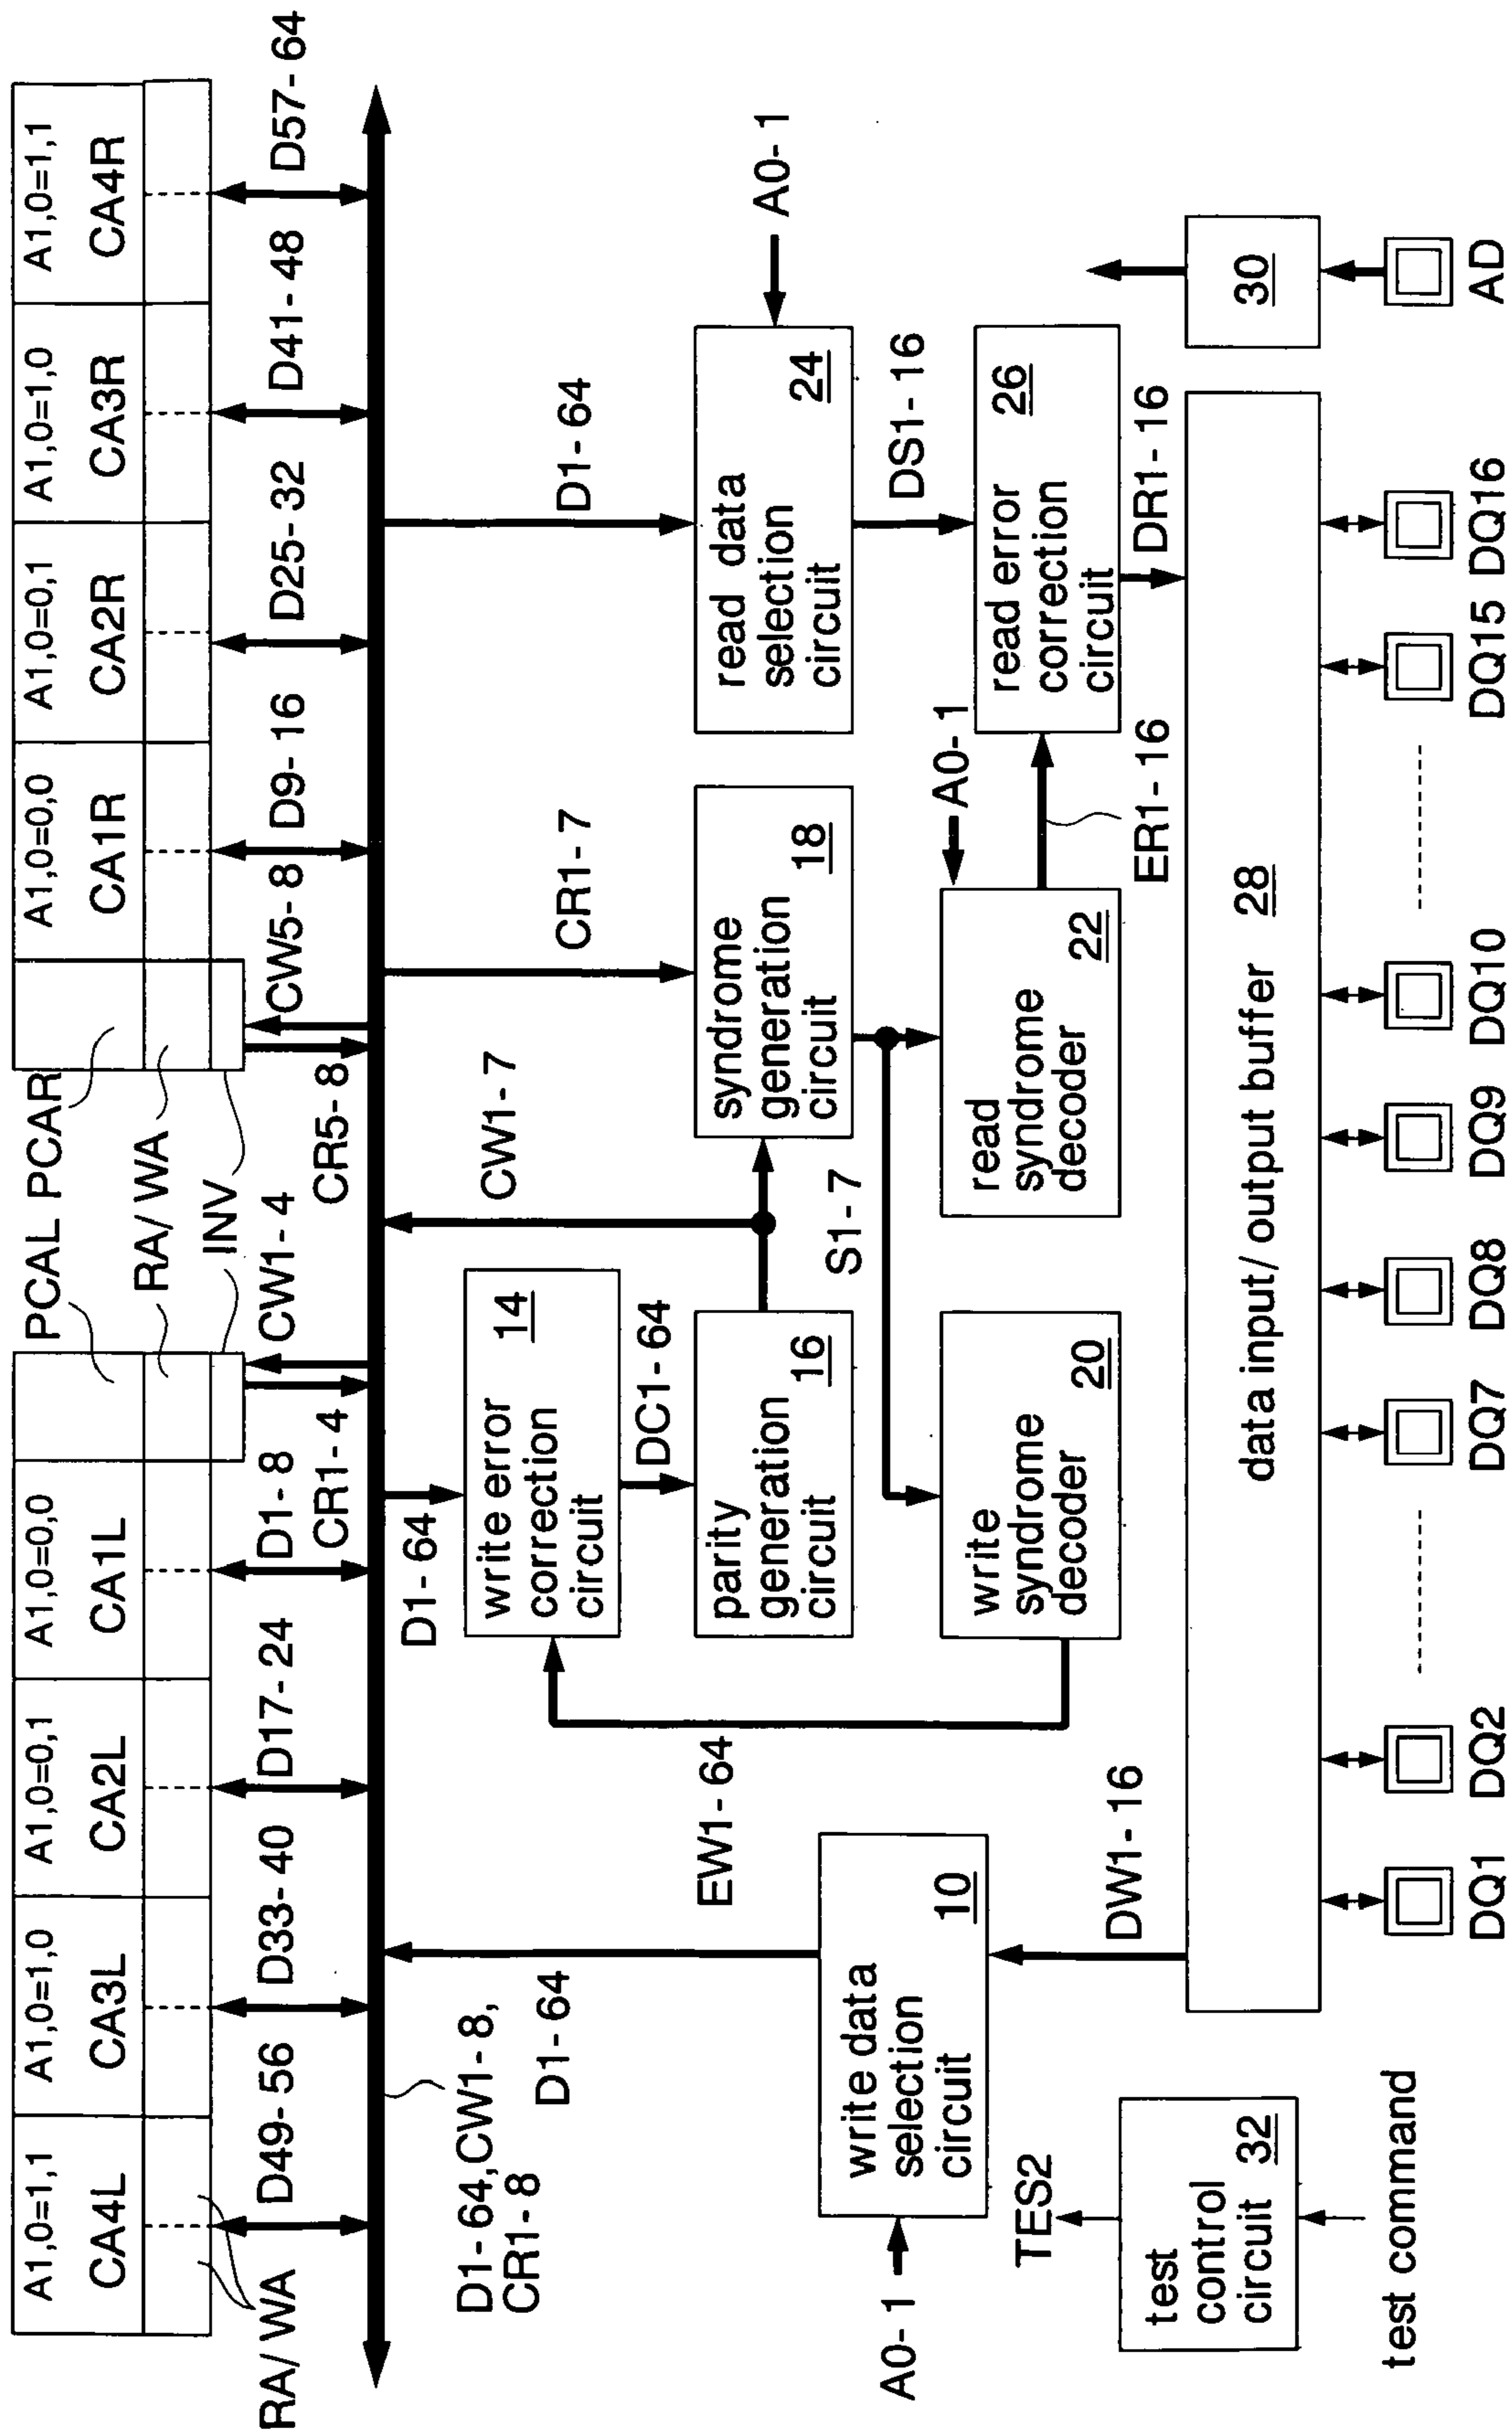 A1,0=1,1
A1,0=1,0
A1,0=0,1
A1,0=0,0
PCAL PCAR
A1,0=0,0
A1,0=0,1
A1,0=1,0
A1,0=1,1
CA4L
CA3L
CA2L
CA1L
RA/WA
CA1R
CA2R
CA3R
CA4R
INV
RA/WA
D49-56
D33-40
D17-24
D1-8
CW1-4
CW5-8
D9-16
D25-32
D41-48
D57-64
CR1-4
CR5-8
D1-64,CW1-8,
CR1-8
D1-64
D1-64
CW1-7
CR1-7
D1-64
write error
correction
circuit
14
DC1-64
EW1-64
parity
generation
circuit
16
syndrome
generation
circuit
18
read data
selection
circuit
24
A0-1
A0-1
write data
selection
circuit
10
S1-7
A0-1
DS1-16
write
syndrome
decoder
20
read
syndrome
decoder
22
read error
correction
circuit
26
TES2
DW1-16
ER1-16
DR1-16
test
control
circuit
32
test command
data input/output buffer
28
30
DQ1
DQ2
DQ7
DQ8
DQ9
DQ10
DQ15
DQ16
AD